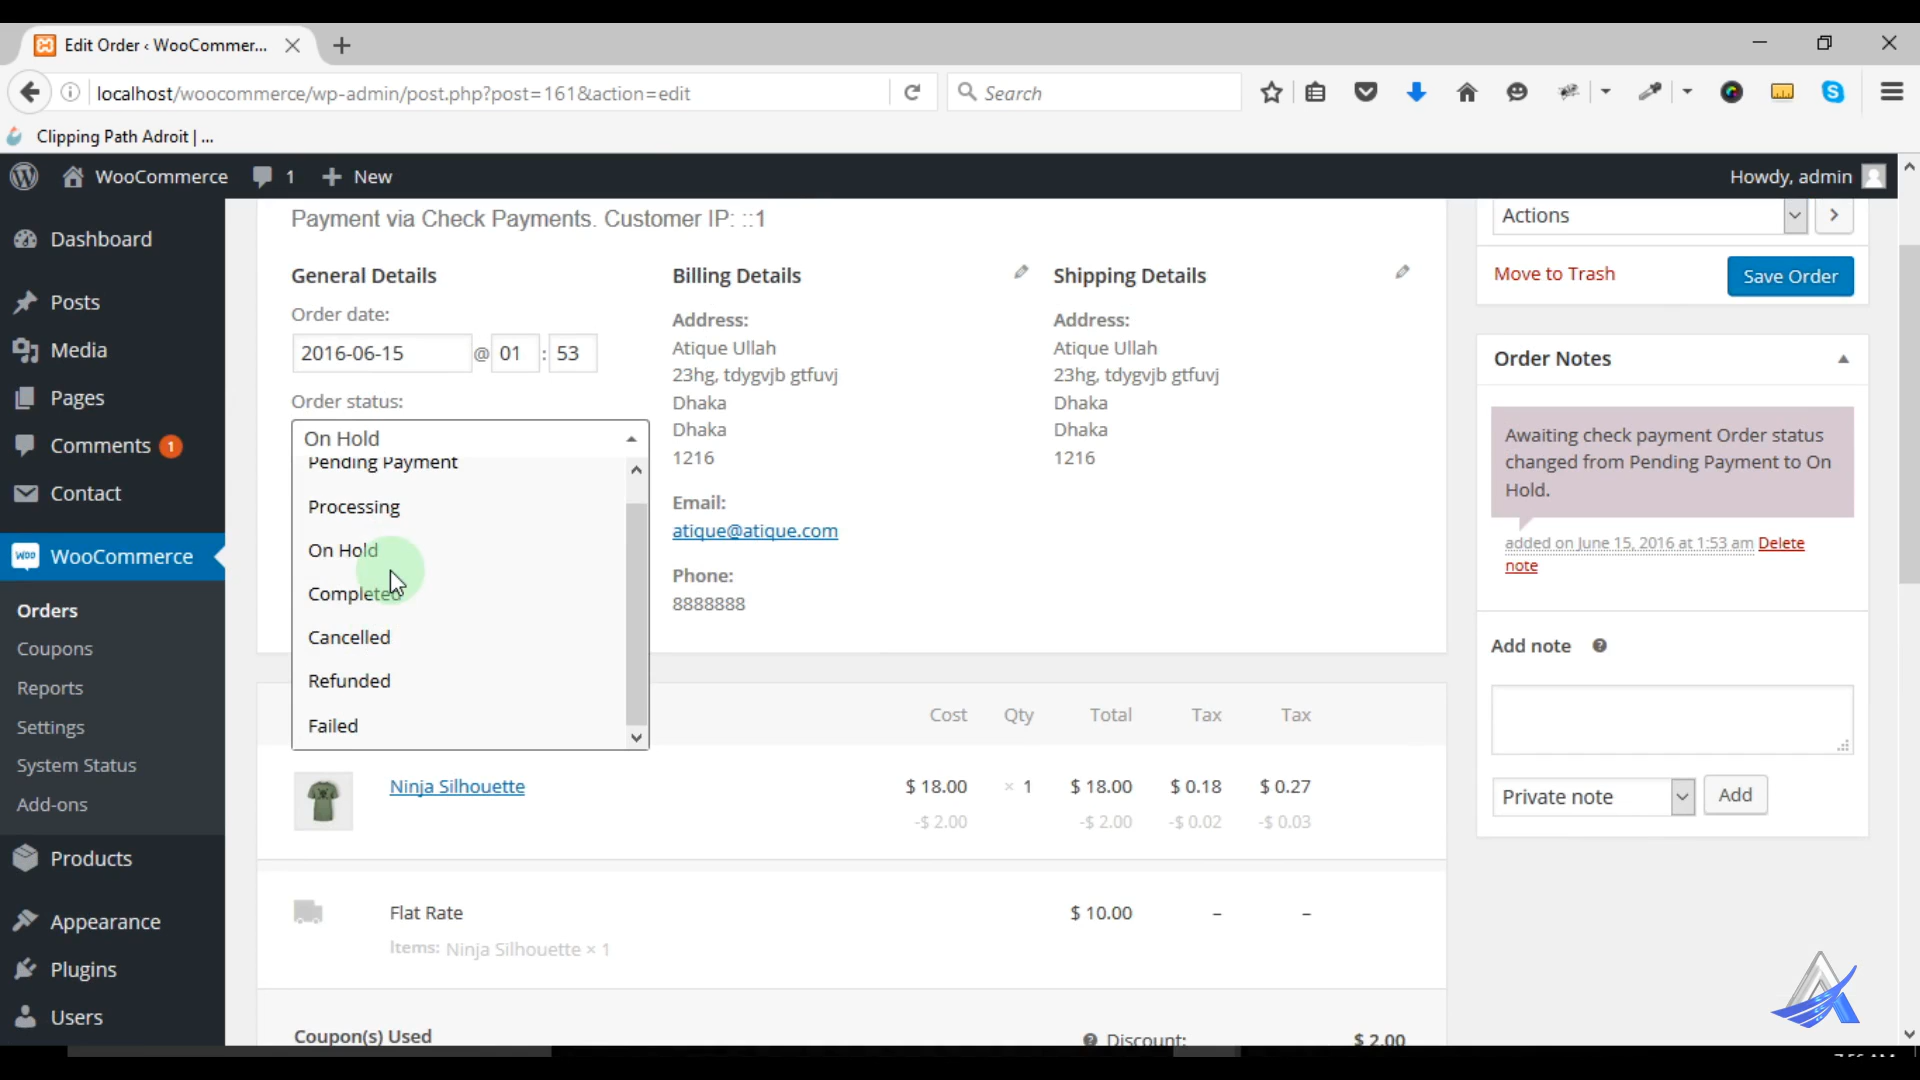 Edit Order ‹ WooCommer...
localhost/woocommerce/wp-admin/post.php?post=161&action=edit
Search
Clipping Path Adroit | ...
WooCommerce
1
New
Howdy, admin
Dashboard
Posts
Media
Pages
Comments 1
Contact
WOO WooCommerce
Orders
Coupons
Reports
Settings
System Status
Add-ons
Products
Appearance
Plugins
Users
Payment via Check Payments. Customer IP: ::1
General Details
Order date:
2016-06-15 @ 01 : 53
Order status:
On Hold
Pending Payment
Processing
On Hold
Completed
Cancelled
Refunded
Failed
Billing Details
Address:
Atique Ullah
23hg, tdygvjb gtfuvj
Dhaka
Dhaka
1216
Email:
atique@atique.com
Phone:
8888888
Shipping Details
Address:
Atique Ullah
23hg, tdygvjb gtfuvj
Dhaka
Dhaka
1216
Cost Qty Total Tax Tax
Ninja Silhouette $ 18.00 × 1 $ 18.00 $ 0.18 $ 0.27
-$ 2.00 -$ 2.00 -$ 0.02 -$ 0.03
Flat Rate $ 10.00 – –
Items: Ninja Silhouette × 1
Coupon(s) Used
Discount: $ 2.00
Actions
Move to Trash
Save Order
Order Notes
Awaiting check payment Order status
changed from Pending Payment to On
Hold.
added on June 15, 2016 at 1:53 am Delete
note
Add note
Private note
Add